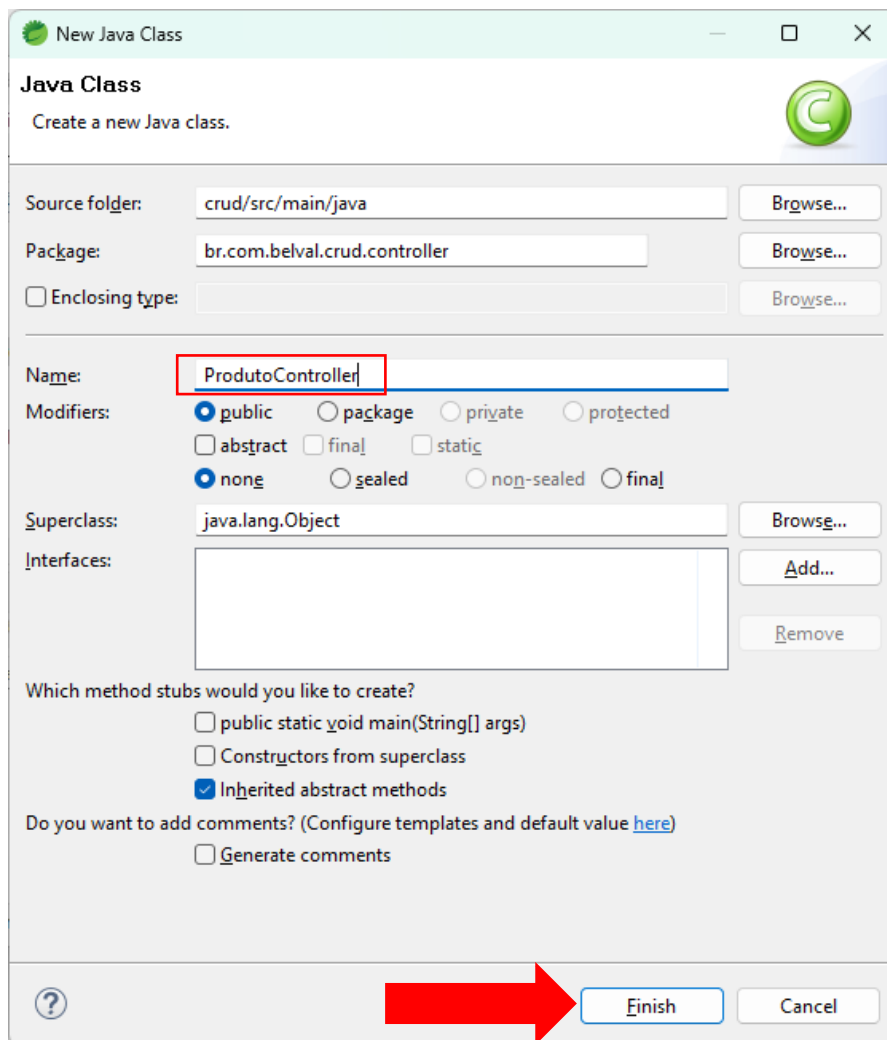 New Java Class
Java Class
Create a new Java class.
Source folder: crud/src/main/java Browse...
Package: br.com.belval.crud.controller Browse...
Enclosing type: Browse...
Name: ProdutoController
Modifiers: public package private protected
abstract final static
none sealed non-sealed final
Superclass: java.lang.Object Browse...
Interfaces: Add...
Remove
Which method stubs would you like to create?
public static void main(String[] args)
Constructors from superclass
Inherited abstract methods
Do you want to add comments? (Configure templates and default value here)
Generate comments
? Finish Cancel